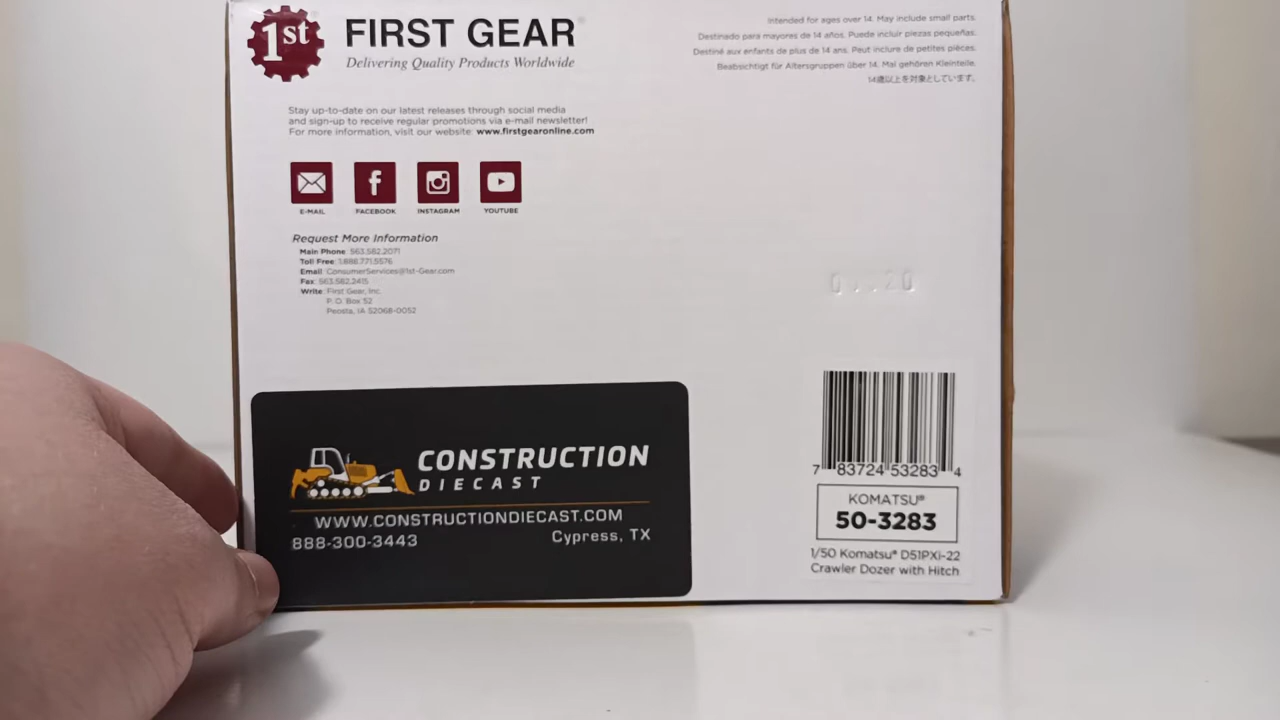 1st
FIRST GEAR
Delivering Quality Products Worldwide
Intended for ages over 14. May include small parts.
Destinado para mayores de 14 años. Puede incluir piezas pequeñas.
Destiné aux enfants de plus de 14 ans. Peut inclure de petites pièces.
Beabsichtigt für Altersgruppen über 14. Mai gehören Kleinteile.
14歳以上を対象としています。
Stay up-to-date on our latest releases through social media
and sign-up to receive regular promotions via e-mail newsletter!
For more information, visit our website: www.firstgearonline.com
E-MAIL
FACEBOOK
INSTAGRAM
YOUTUBE
Request More Information
Main Phone: 563.582.2071
Toll Free: 1.888.771.5576
Email: ConsumerServices@1st-Gear.com
Fax: 563.582.2415
Write: First Gear, Inc.
P. O. Box 52
Peosta, IA 52068-0052
CONSTRUCTION
DIECAST
WWW.CONSTRUCTIONDIECAST.COM
888-300-3443
Cypress, TX
7 83724 53283 4
KOMATSU®
50-3283
1/50 Komatsu® D51PXi-22
Crawler Dozer with Hitch